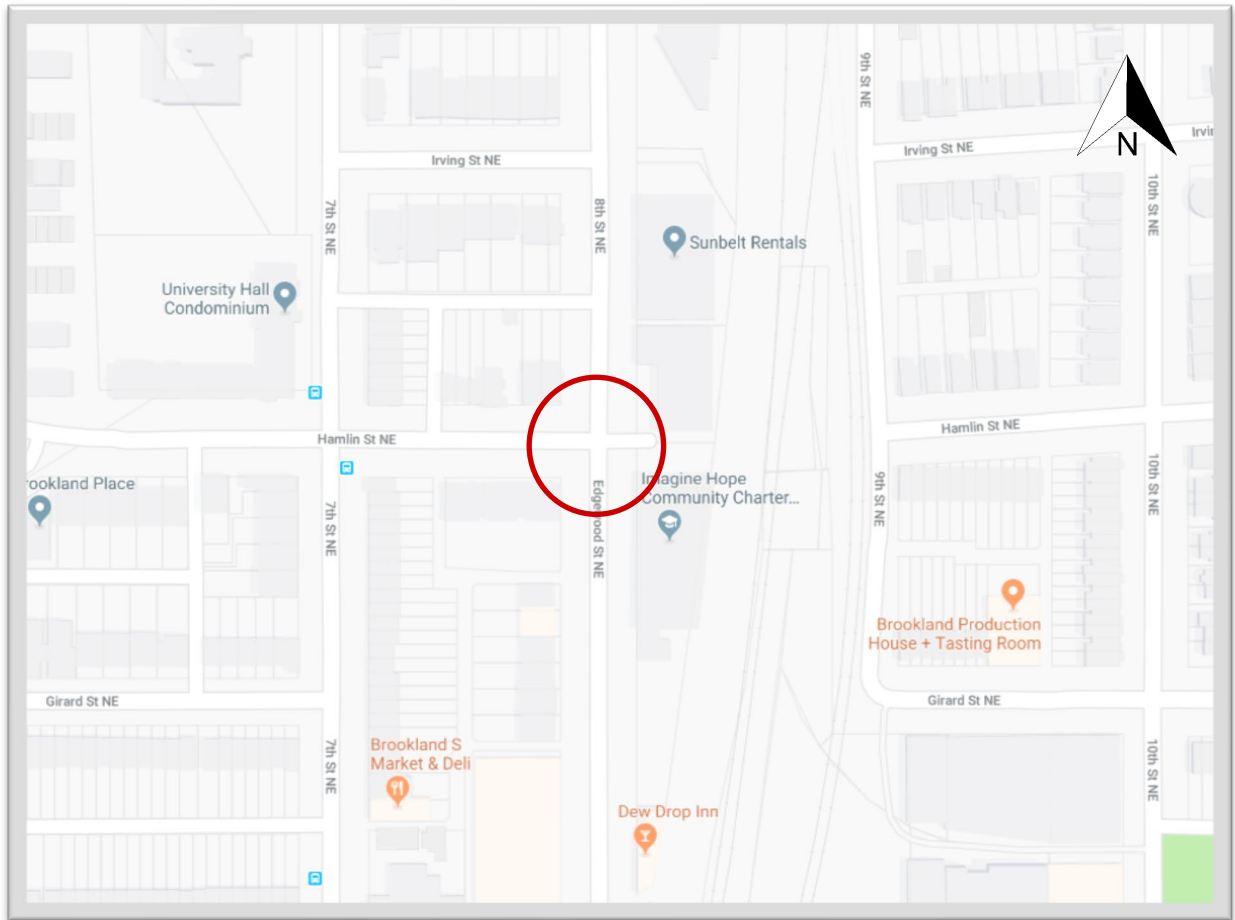 9th St NE
N
Irving St NE
Irving St NE
Irvir
7th St NE
8th St NE
10th St NE
Sunbelt Rentals
University Hall
Condominium
Hamlin St NE
Hamlin St NE
rookland Place
7th St NE
Edgewood St NE
Imagine Hope
Community Charter...
9th St NE
10th St NE
Brookland Production
House + Tasting Room
Girard St NE
Girard St NE
7th St NE
10th St NE
Brookland S
Market & Deli
Dew Drop Inn